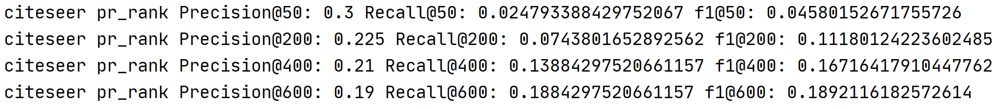 citeseer pr_rank Precision@50: 0.3 Recall@50: 0.024793388429752067 f1@50: 0.04580152671755726
citeseer pr_rank Precision@200: 0.225 Recall@200: 0.0743801652892562 f1@200: 0.11180124223602485
citeseer pr_rank Precision@400: 0.21 Recall@400: 0.13884297520661157 f1@400: 0.16716417910447762
citeseer pr_rank Precision@600: 0.19 Recall@600: 0.1884297520661157 f1@600: 0.1892116182572614